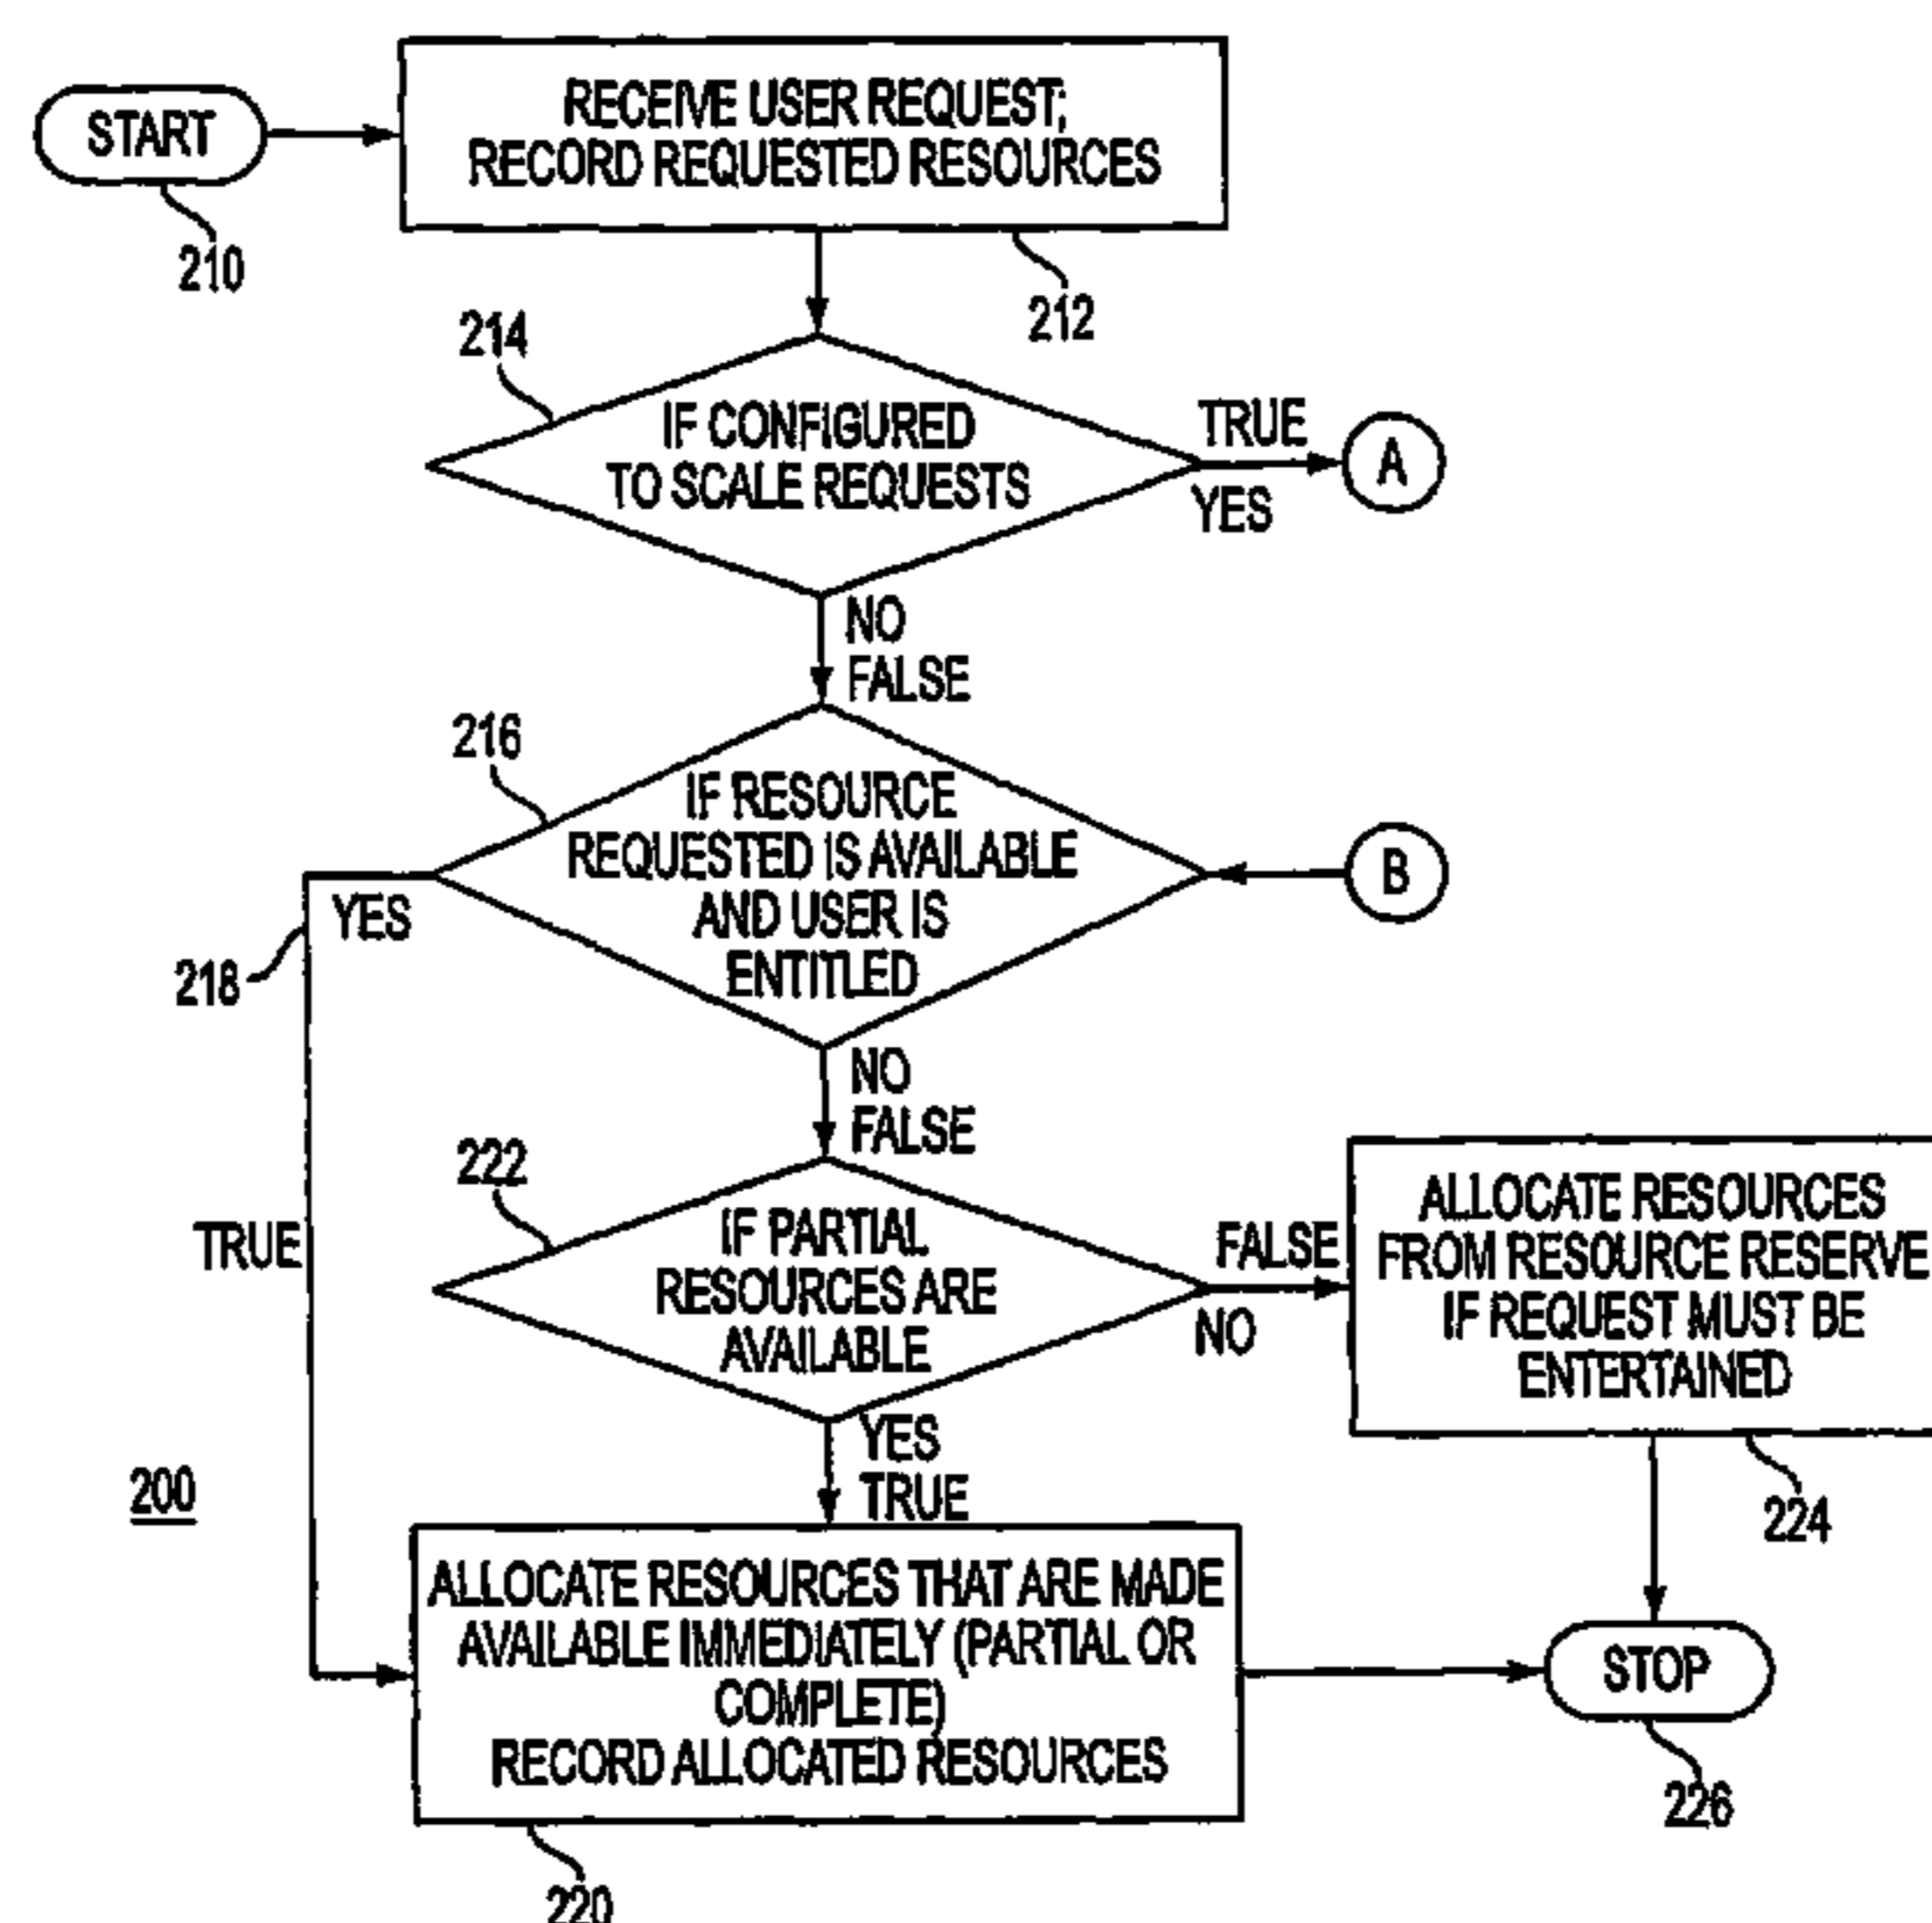 START
RECEIVE USER REQUEST;
RECORD REQUESTED RESOURCES
210
212
214
IF CONFIGURED
TO SCALE REQUESTS
TRUE
YES
A
NO
FALSE
216
IF RESOURCE
REQUESTED IS AVAILABLE
AND USER IS
ENTITLED
B
YES
218
NO
FALSE
TRUE
222
IF PARTIAL
RESOURCES ARE
AVAILABLE
FALSE
NO
ALLOCATE RESOURCES
FROM RESOURCE RESERVE
IF REQUEST MUST BE
ENTERTAINED
224
YES
TRUE
200
ALLOCATE RESOURCES THAT ARE MADE
AVAILABLE IMMEDIATELY (PARTIAL OR
COMPLETE)
RECORD ALLOCATED RESOURCES
STOP
226
220